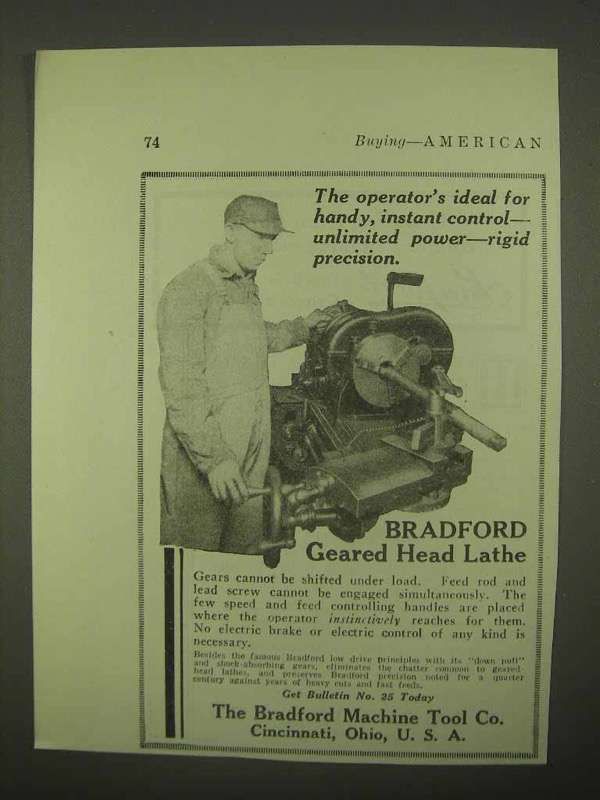 74
Buying—AMERICAN
The operator's ideal for
handy, instant control—
unlimited power—rigid
precision.
BRADFORD
Geared Head Lathe
Gears cannot be shifted under load. Feed rod and
lead screw cannot be engaged simultaneously. The
few speed and feed controlling handles are placed
where the operator instinctively reaches for them.
No electric brake or electric control of any kind is
necessary.
Besides the famous Bradford low drive principles with its "down pull"
and shock-absorbing gears, eliminates the chatter common to geared-
head lathes, and preserves Bradford precision noted for a quarter
century against years of heavy cuts and fast feeds.
Get Bulletin No. 25 Today
The Bradford Machine Tool Co.
Cincinnati, Ohio, U. S. A.